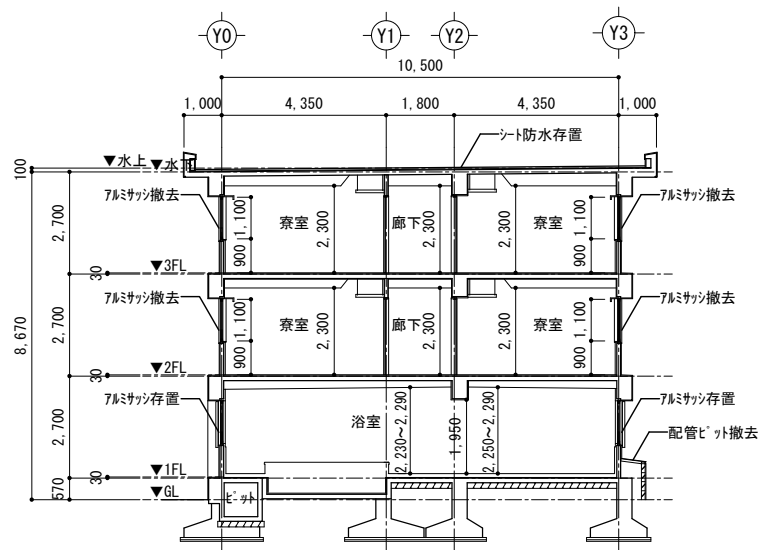 Y0 Y1 Y2 Y3
10,500
1,000 4,350 1,800 4,350 1,000
▼水上 ▼水下
シート防水存置
100
アルミサッシ撤去 アルミサッシ撤去
2,700
寮室 廊下 寮室
1,100 900 2,300 2,300 2,300 1,100 900
▼3FL
30
アルミサッシ撤去 アルミサッシ撤去
8,670
2,700
寮室 廊下 寮室
1,100 900 2,300 2,300 2,300 1,100 900
▼2FL
30
アルミサッシ存置 アルミサッシ存置
2,700
浴室
2,230~2,290 1,950 2,250~2,290
配管ピット撤去
▼1FL
30
570
▼GL
ピット